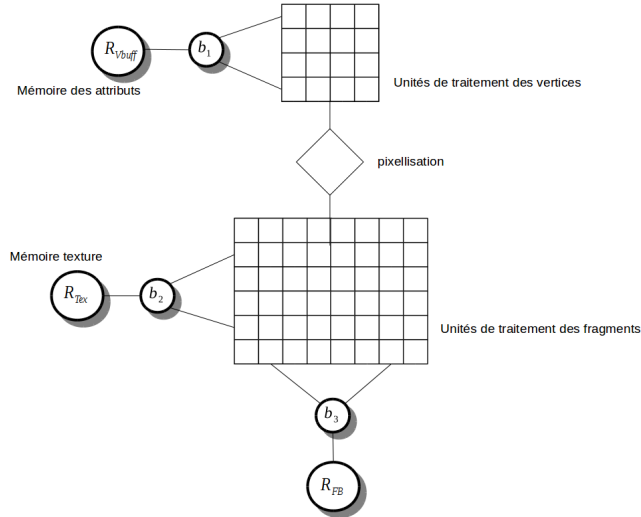 R_Vbuff
b_1
Mémoire des attributs
Unités de traitement des vertices
pixellisation
Mémoire texture
R_Tex
b_2
Unités de traitement des fragments
b_3
R_FB